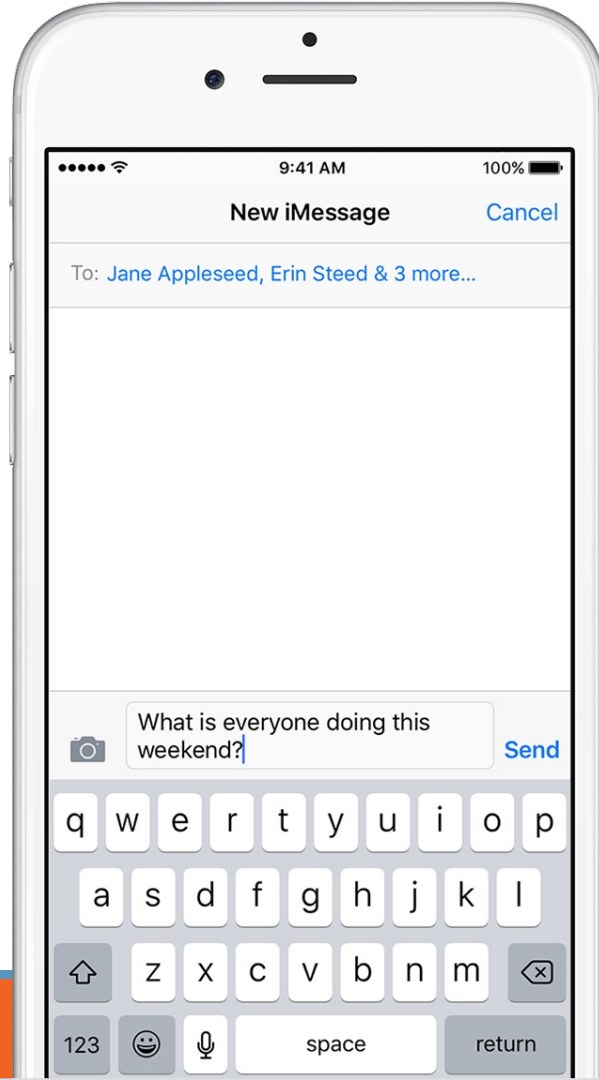 9:41 AM 100%
New iMessage Cancel
To: Jane Appleseed, Erin Steed & 3 more...
What is everyone doing this
weekend?
Send
q w e r t y u i o p
a s d f g h j k l
z x c v b n m
123 space return